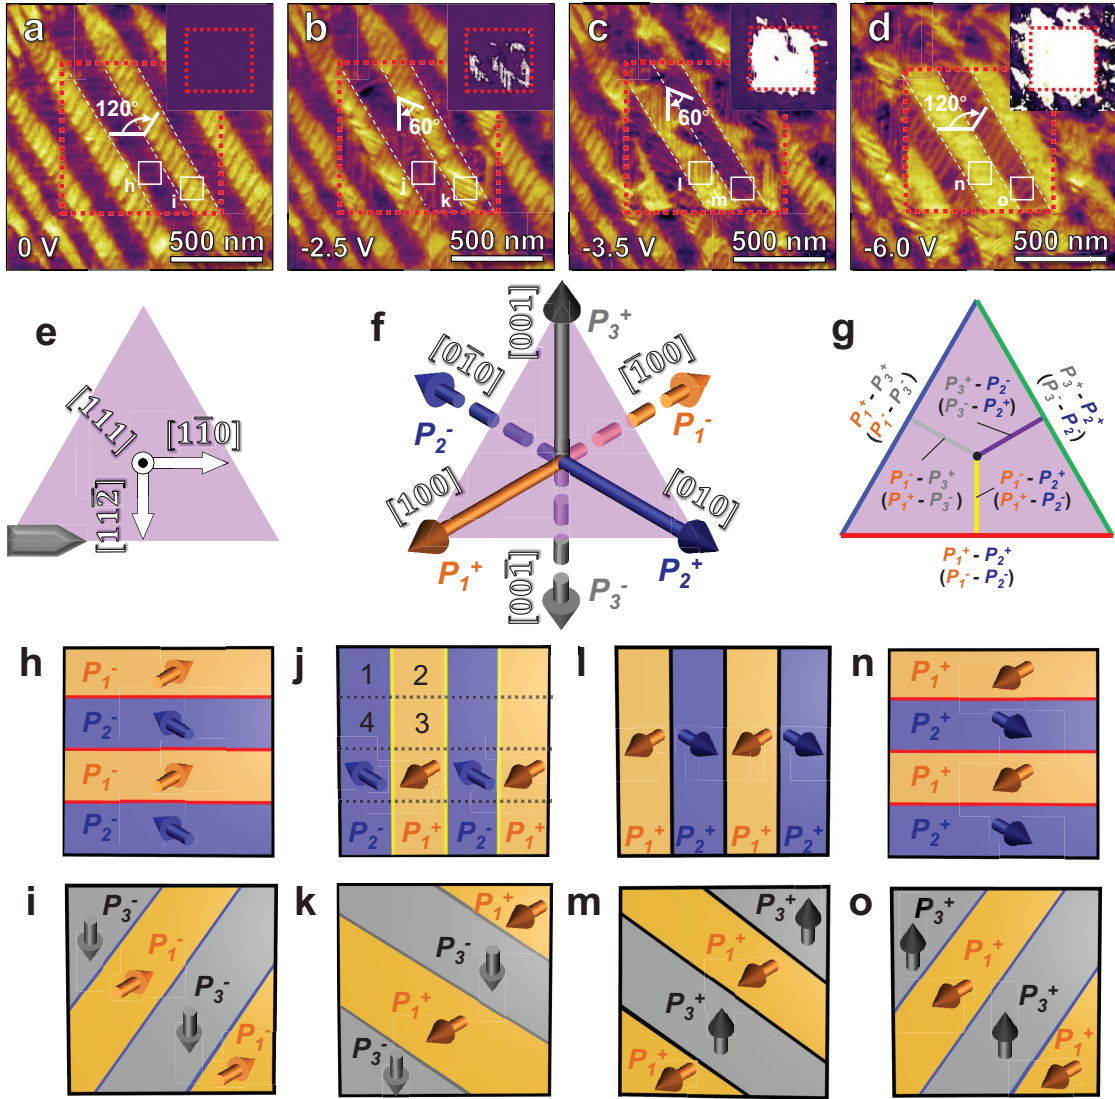 a
120°
h
i
0 V
500 nm
b
60°
j
k
-2.5 V
500 nm
c
60°
l
m
-3.5 V
500 nm
d
120°
n
o
-6.0 V
500 nm
e
[111]
[11̅0]
[112̅]
f
[001]
P₃⁺
[01̅0]
[1̅00]
P₂⁻
P₁⁻
[100]
[010]
P₁⁺
P₂⁺
[001̅]
P₃⁻
g
P₁⁺ - P₃⁺
(P₁⁻ - P₃⁻)
P₃⁺ - P₂⁻
(P₃⁻ - P₂⁺)
P₃⁺ - P₂⁺
(P₃⁻ - P₂⁻)
P₁⁻ - P₃⁺
(P₁⁺ - P₃⁻)
P₁⁻ - P₂⁺
(P₁⁺ - P₂⁻)
P₁⁺ - P₂⁺
(P₁⁻ - P₂⁻)
h
P₁⁻
P₂⁻
P₁⁻
P₂⁻
j
1 2
4 3
P₂⁻ P₁⁺ P₂⁻ P₁⁺
l
P₁⁺ P₂⁺ P₁⁺ P₂⁺
n
P₁⁺
P₂⁺
P₁⁺
P₂⁺
i
P₃⁻
P₁⁻
P₃⁻
P₁⁻
k
P₁⁺
P₃⁻
P₁⁺
P₃⁻
m
P₃⁺
P₁⁺
P₃⁺
P₁⁺
o
P₃⁺
P₁⁺
P₃⁺
P₁⁺